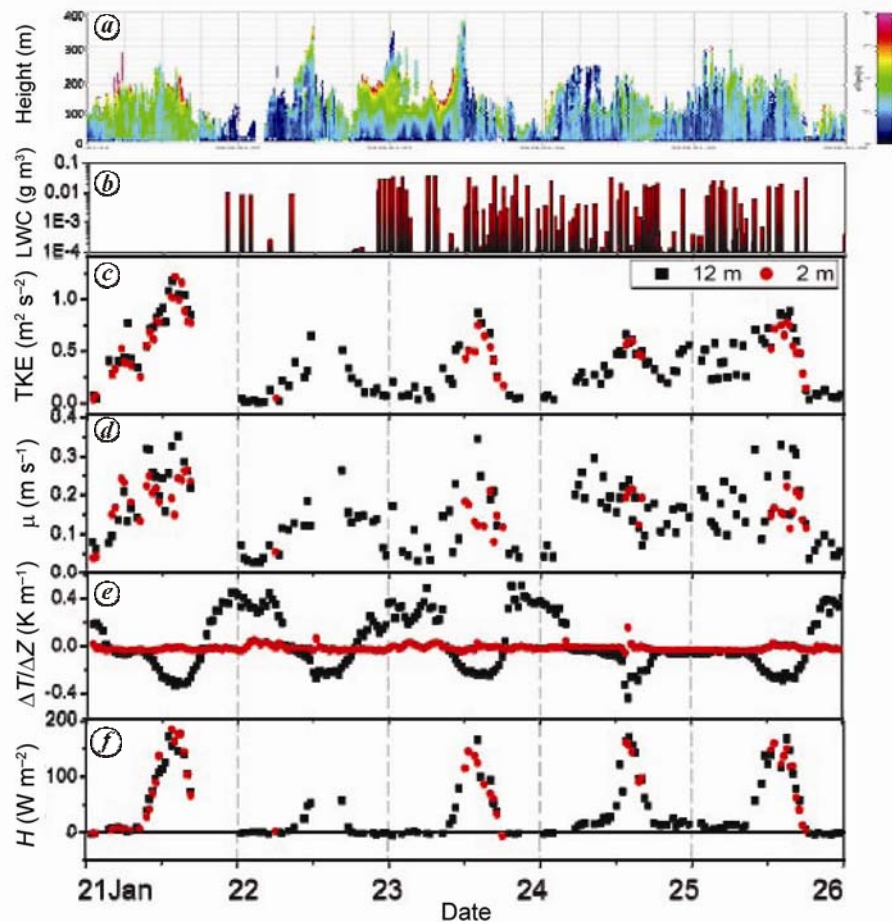 a
400
300
200
100
0
Height (m)
b
0.1
0.01
1E-3
1E-4
LWC (g m³)
c
12 m
2 m
1.0
0.5
0.0
TKE (m² s⁻²)
d
0.4
0.3
0.2
0.1
0.0
μ (m s⁻¹)
e
0.4
0.0
-0.4
ΔT/ΔZ (K m⁻¹)
f
200
100
0
H (W m⁻²)
21Jan 22 23 24 25 26
Date